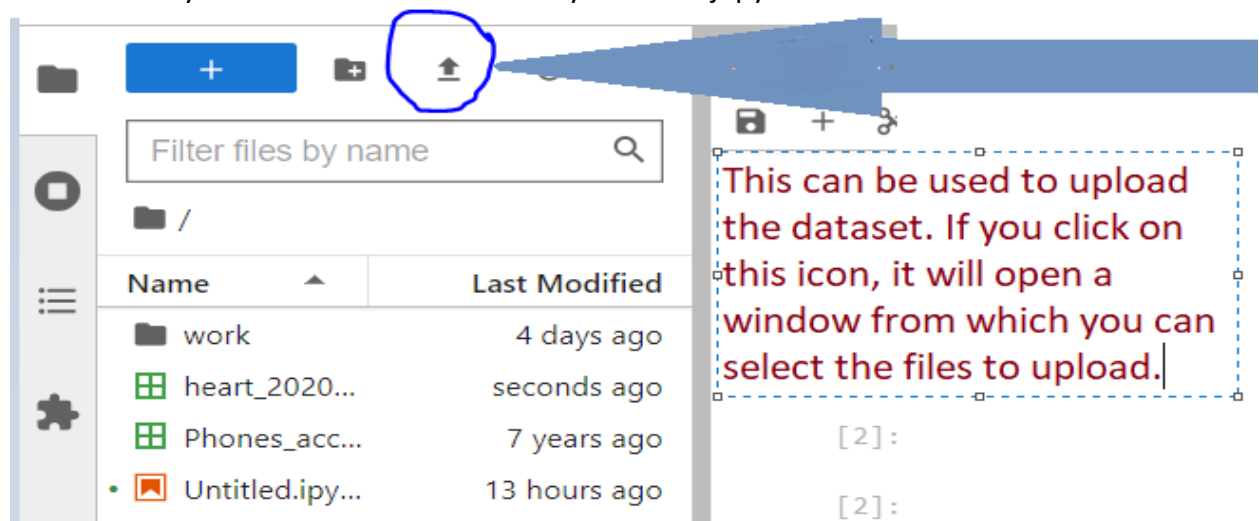 Filter files by name
/
Name Last Modified
work 4 days ago
heart_2020... seconds ago
Phones_acc... 7 years ago
Untitled.ipy... 13 hours ago
This can be used to upload
the dataset. If you click on
this icon, it will open a
window from which you can
select the files to upload.
[2]:
[2]: